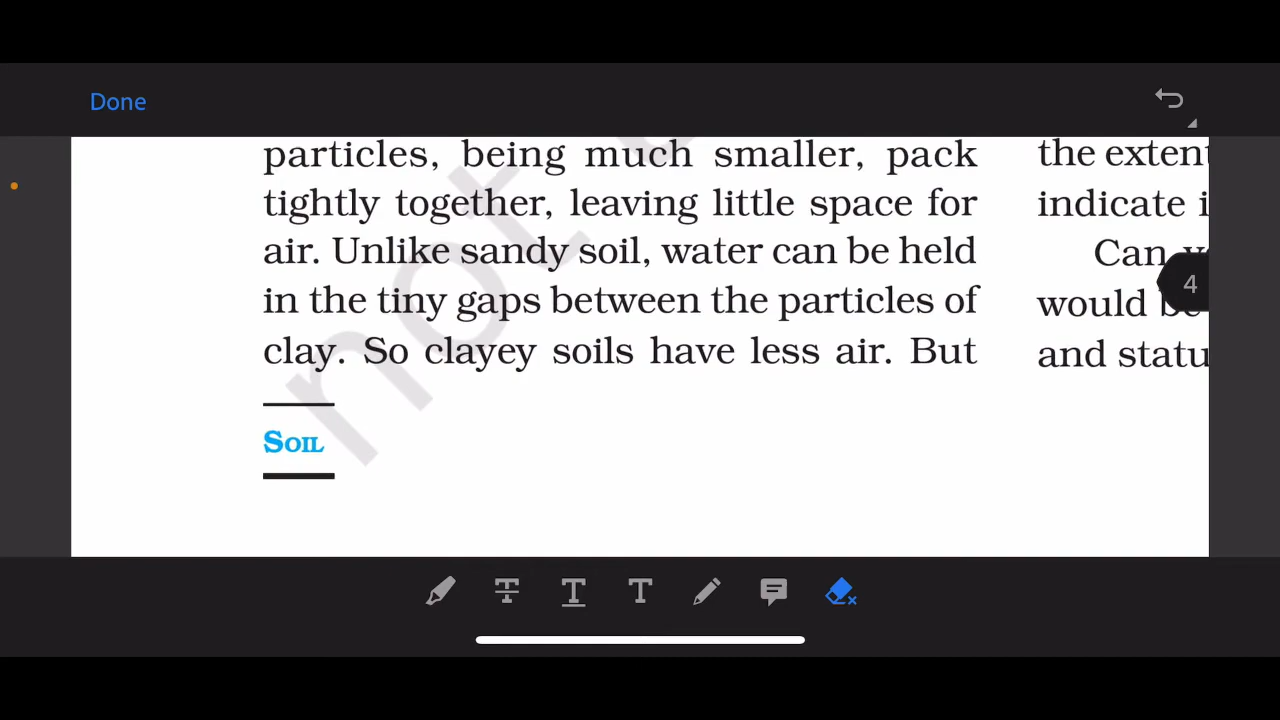 Done
particles, being much smaller, pack
tightly together, leaving little space for
air. Unlike sandy soil, water can be held
in the tiny gaps between the particles of
clay. So clayey soils have less air. But
SOIL
the extent
indicate i
Can
4
would be
and statu
not